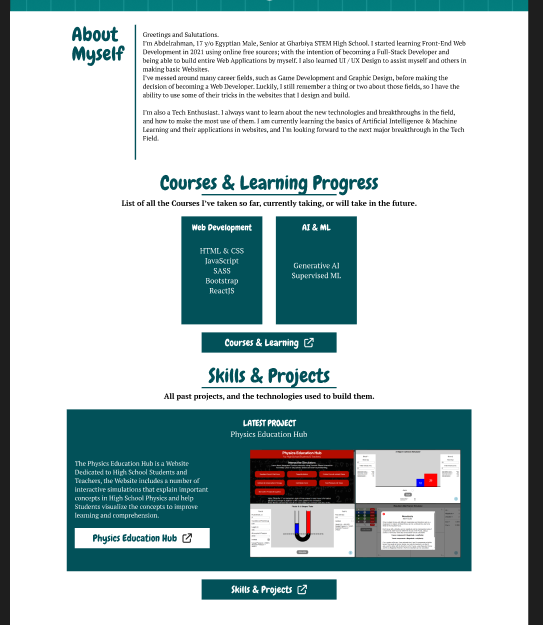 About
Myself
Greetings and Salutations.
I'm Abdelrahman, 17 y/o Egyptian Male, Senior at Gharbiya STEM High School. I started learning Front-End Web
Development in 2021 using online free sources; with the intention of becoming a Full-Stack Developer and
being able to build entire Web Applications by myself. I also learned UI / UX Design to assist myself and others in
making basic Websites.
I've messed around many career fields, such as Game Development and Graphic Design, before making the
decision of becoming a Web Developer. Luckily, I still remember a thing or two about those fields, so I have the
ability to use some of their tricks in the websites that I design and build.
I'm also a Tech Enthusiast. I always want to learn about the new technologies and breakthroughs in the field,
and how to make the most use of them. I am currently learning the basics of Artificial Intelligence & Machine
Learning and their applications in websites, and I'm looking forward to the next major breakthrough in the Tech
Field.
Courses & Learning Progress
List of all the Courses I've taken so far, currently taking, or will take in the future.
Web Development
HTML & CSS
JavaScript
SASS
Bootstrap
ReactJS
AI & ML
Generative AI
Supervised ML
Courses & Learning
Skills & Projects
All past projects, and the technologies used to build them.
LATEST PROJECT
Physics Education Hub
The Physics Education Hub is a Website
Dedicated to High School Students and
Teachers, the Website includes a number of
interactive simulations that explain important
concepts in High School Physics and help
Students visualize the concepts to improve
learning and comprehension.
Physics Education Hub
Physics Education Hub
Skills & Projects